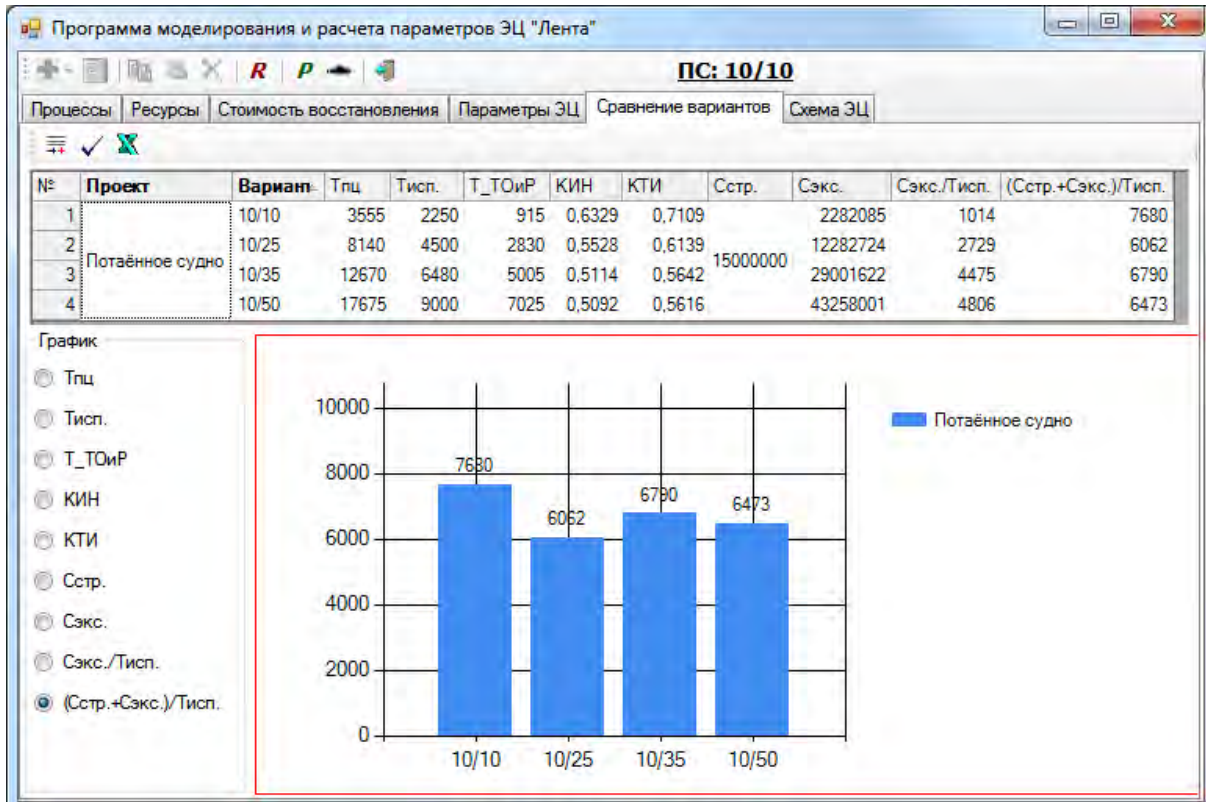 Программа моделирования и расчета параметров ЭЦ "Лента"
R P ПС: 10/10
Процессы Ресурсы Стоимость восстановления Параметры ЭЦ Сравнение вариантов Схема ЭЦ
№ Проект Вариант Тпц Тисп. Т_ТОиР КИН КТИ Сстр. Сэкс. Сэкс./Тисп. (Сстр.+Сэкс.)/Тисп.
1 10/10 3555 2250 915 0,6329 0,7109 2282085 1014 7680
2 10/25 8140 4500 2830 0,5528 0,6139 12282724 2729 6062
Потаённое судно 15000000
3 10/35 12670 6480 5005 0,5114 0,5642 29001622 4475 6790
4 10/50 17675 9000 7025 0,5092 0,5616 43258001 4806 6473
График
Тпц
Тисп.
Т_ТОиР
КИН
КТИ
Сстр.
Сэкс.
Сэкс./Тисп.
(Сстр.+Сэкс.)/Тисп.
10000
8000
6000
4000
2000
0
7680
6062
6790
6473
10/10 10/25 10/35 10/50
Потаённое судно